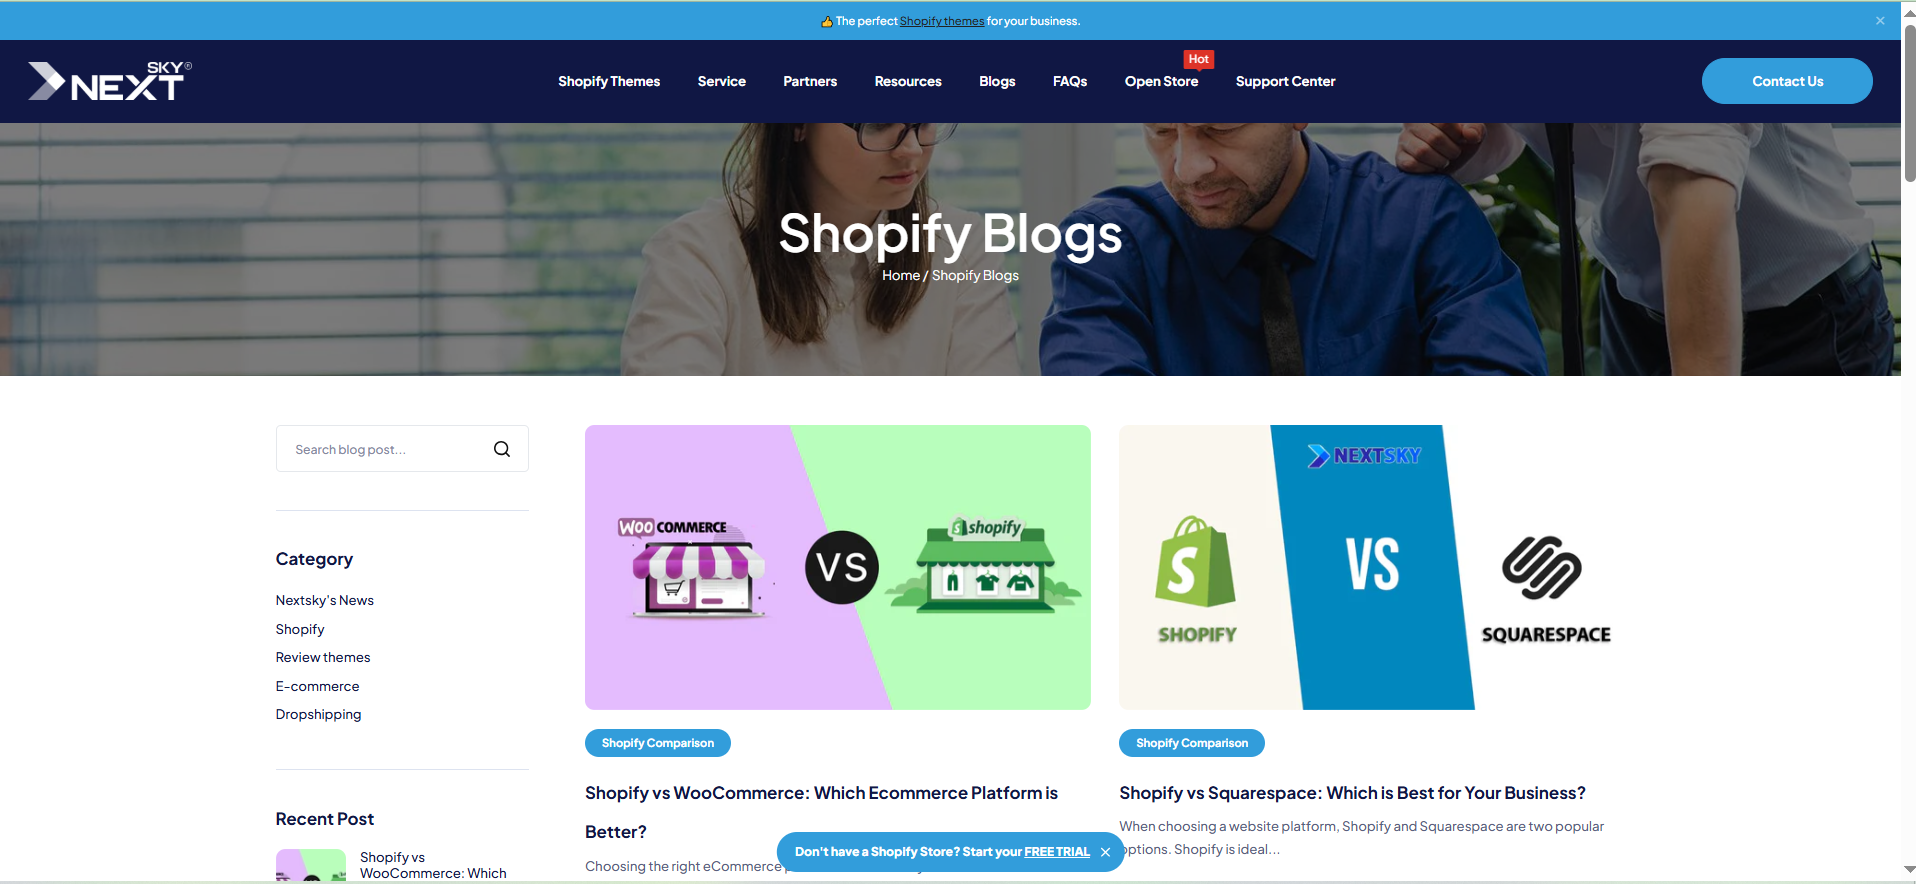 👍 The perfect Shopify themes for your business.
SKY®
NEXT
Shopify Themes
Service
Partners
Resources
Blogs
FAQs
Open Store
Hot
Support Center
Contact Us
Shopify Blogs
Home / Shopify Blogs
Search blog post...
Category
Nextsky's News
Shopify
Review themes
E-commerce
Dropshipping
Recent Post
Shopify vs
WooCommerce: Which
WOO COMMERCE
VS
shopify
Shopify Comparison
Shopify vs WooCommerce: Which Ecommerce Platform is
Better?
Choosing the right eCommerce
NEXTSKY
SHOPIFY
VS
SQUARESPACE
Shopify Comparison
Shopify vs Squarespace: Which is Best for Your Business?
When choosing a website platform, Shopify and Squarespace are two popular
options. Shopify is ideal...
Don't have a Shopify Store? Start your FREE TRIAL